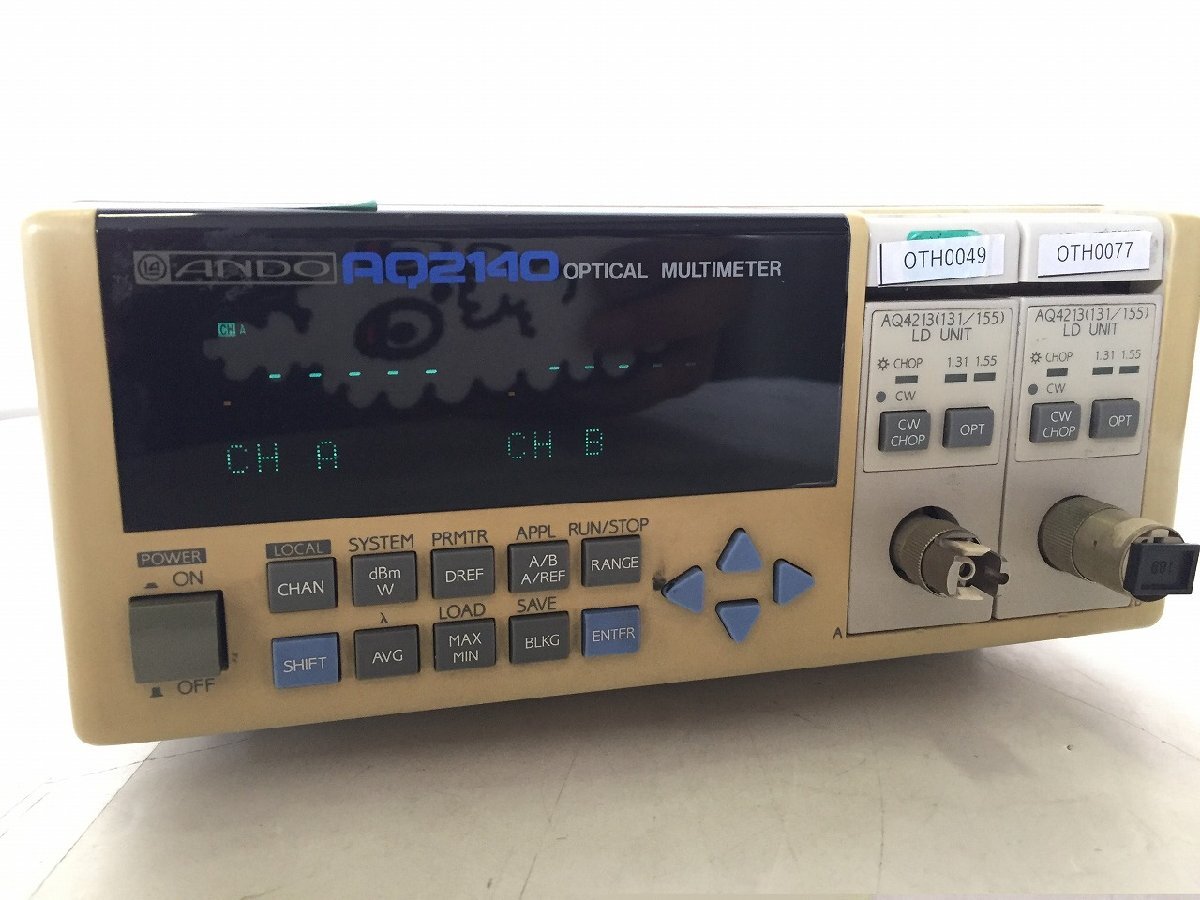 ANDO AQ2140 OPTICAL MULTIMETER
CH A
- - - - -
- - - - -
CH A
CH B
OTH0049
OTH0077
AQ4213(131/155)
LD UNIT
CHOP 1.31 1.55
CW
CW
CHOP
OPT
AQ4213(131/155)
LD UNIT
CHOP 1.31 1.55
CW
CW
CHOP
OPT
POWER
ON
OFF
LOCAL
CHAN
SYSTEM
dBm
W
PRMTR
DREF
APPL
A/B
A/REF
RUN/STOP
RANGE
SHIFT
λ
AVG
LOAD
MAX
MIN
SAVE
BLKG
ENTER
A